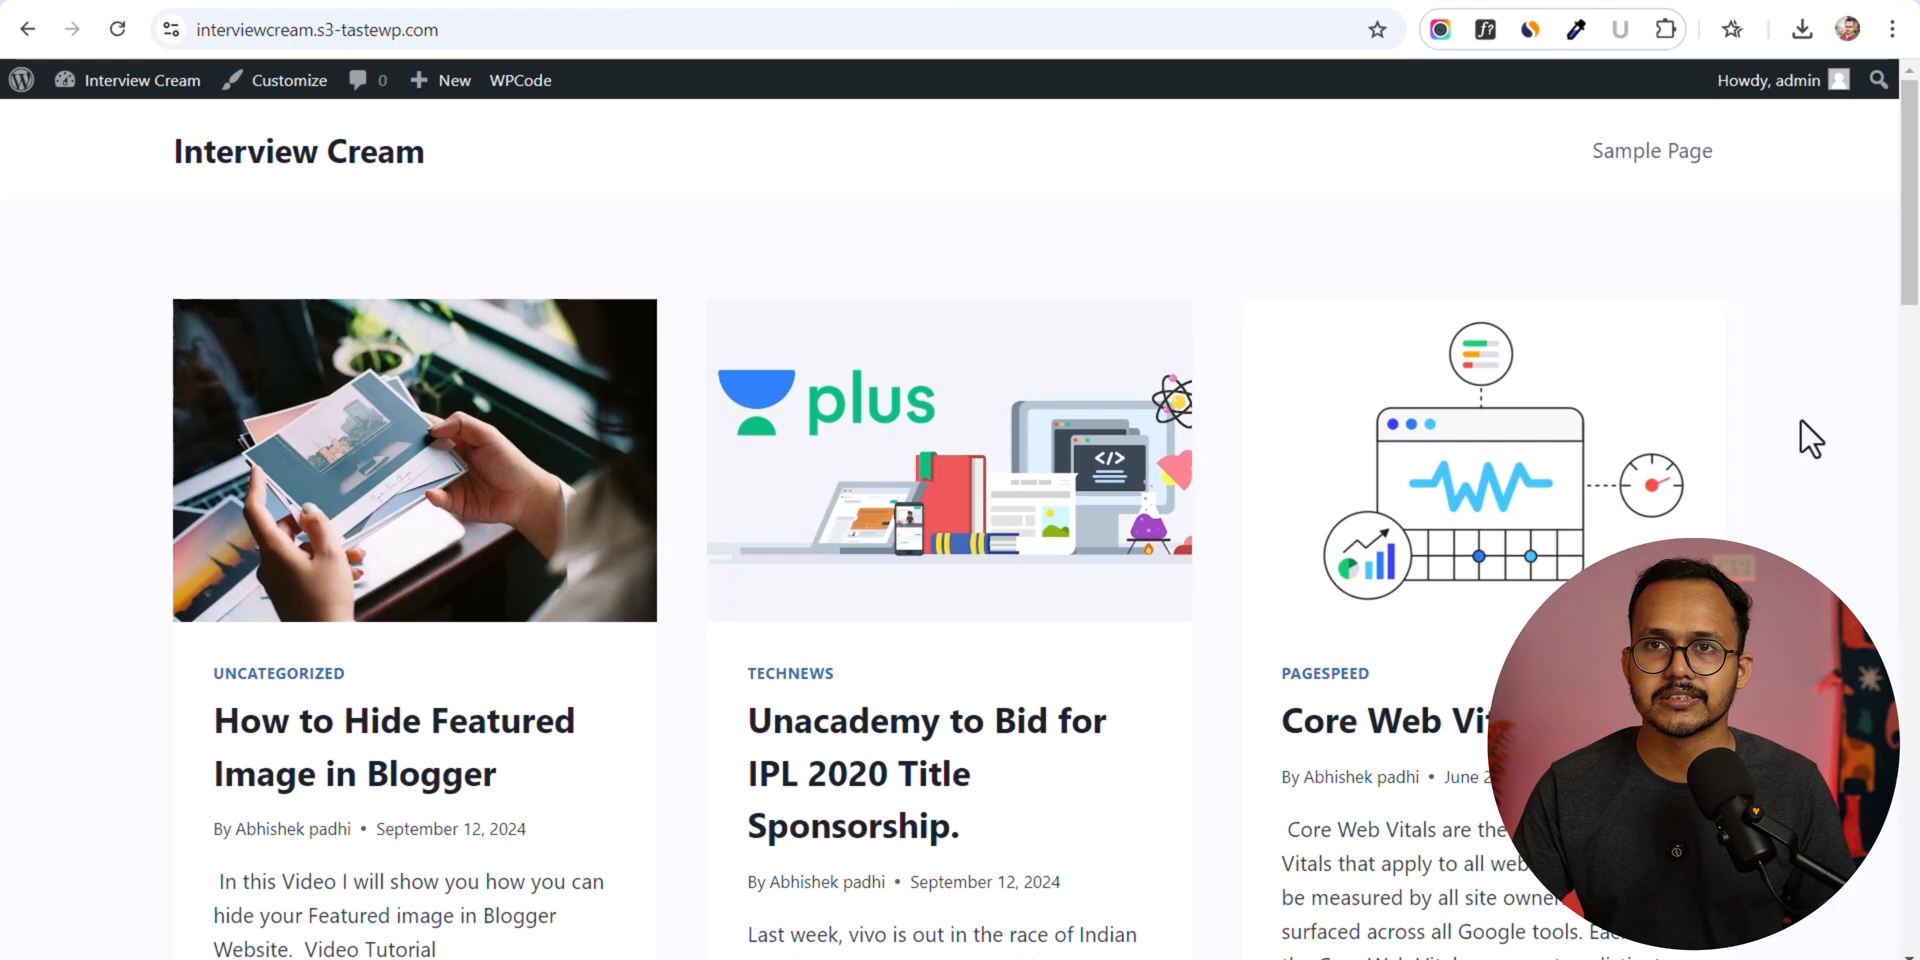 interviewcream.s3-tastewp.com
Interview Cream Customize 0 New WPCode Howdy, admin
Interview Cream
Sample Page
plus
</>
UNCATEGORIZED
How to Hide Featured
Image in Blogger
By Abhishek padhi • September 12, 2024
In this Video I will show you how you can
hide your Featured image in Blogger
Website. Video Tutorial
TECHNEWS
Unacademy to Bid for
IPL 2020 Title
Sponsorship.
By Abhishek padhi • September 12, 2024
Last week, vivo is out in the race of Indian
PAGESPEED
Core Web
By Abhishek padhi • June
Core Web Vitals are the
Vitals that apply to all
be measured by all site
surfaced across all Google tools.